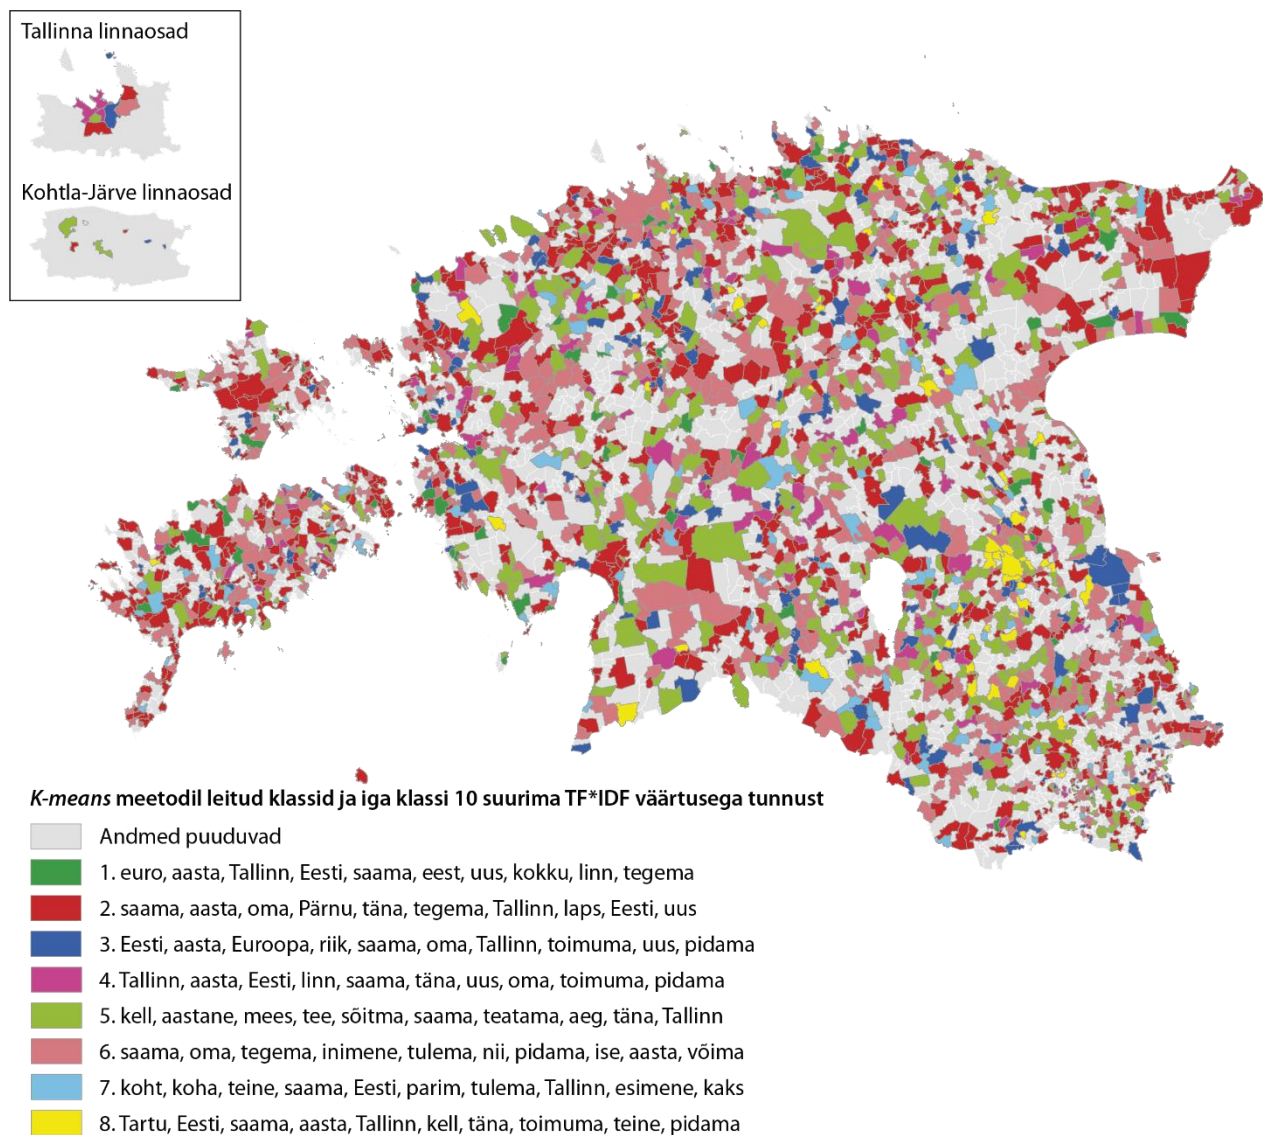 Tallinna linnaosad
Kohtla-Järve linnaosad
K-means meetodil leitud klassid ja iga klassi 10 suurima TF*IDF väärtusega tunnust
Andmed puuduvad
1. euro, aasta, Tallinn, Eesti, saama, eest, uus, kokku, linn, tegema
2. saama, aasta, oma, Pärnu, täna, tegema, Tallinn, laps, Eesti, uus
3. Eesti, aasta, Euroopa, riik, saama, oma, Tallinn, toimuma, uus, pidama
4. Tallinn, aasta, Eesti, linn, saama, täna, uus, oma, toimuma, pidama
5. kell, aastane, mees, tee, sõitma, saama, teatama, aeg, täna, Tallinn
6. saama, oma, tegema, inimene, tulema, nii, pidama, ise, aasta, võima
7. koht, koha, teine, saama, Eesti, parim, tulema, Tallinn, esimene, kaks
8. Tartu, Eesti, saama, aasta, Tallinn, kell, täna, toimuma, teine, pidama